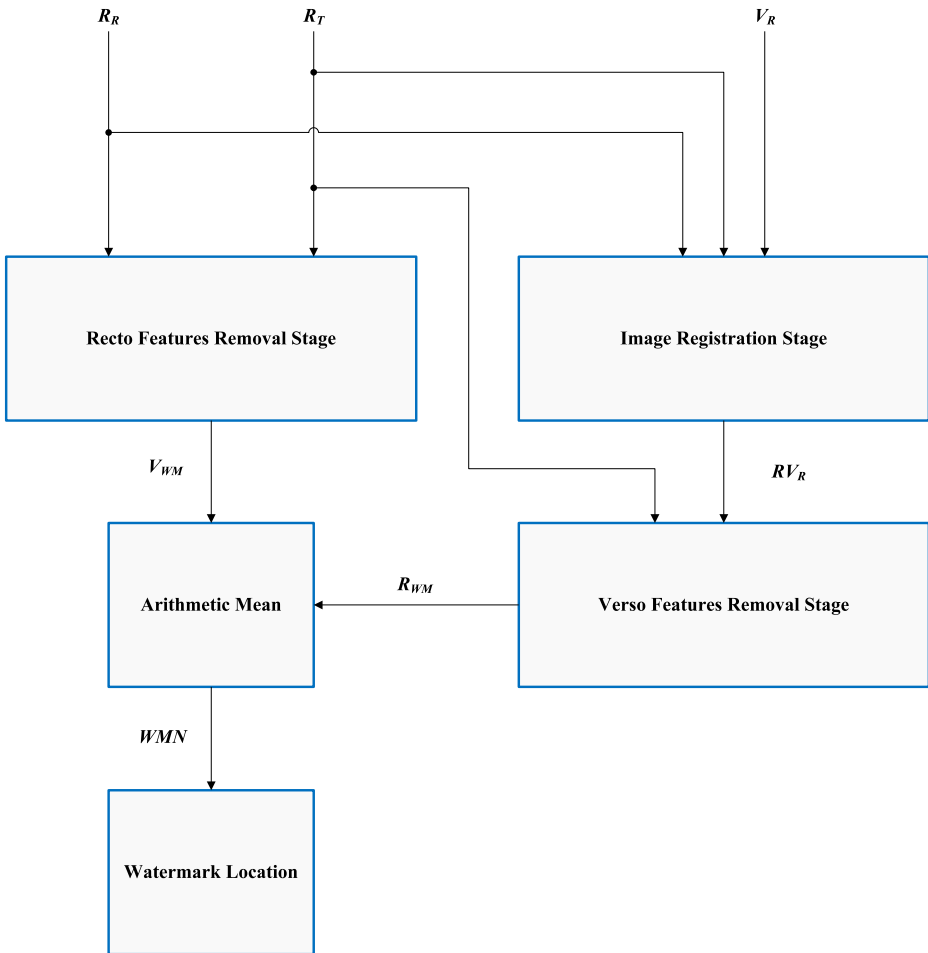 R_R
R_T
V_R
Recto Features Removal Stage
Image Registration Stage
V_WM
RV_R
Arithmetic Mean
R_WM
Verso Features Removal Stage
WMN
Watermark Location